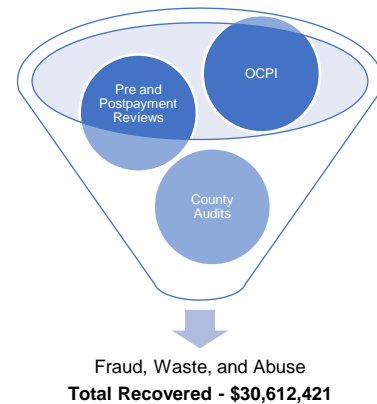 OCPI
Pre and
Postpayment
Reviews
County
Audits
Fraud, Waste, and Abuse
Total Recovered - $30,612,421